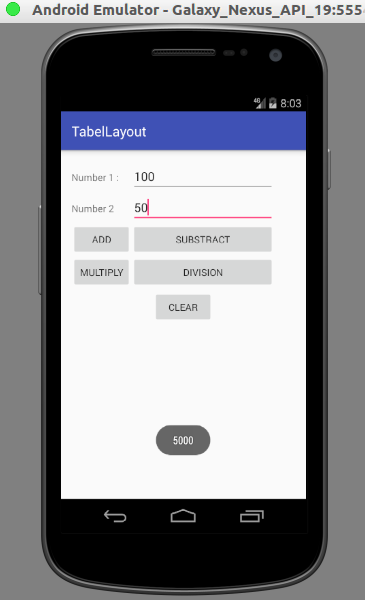 Android Emulator - Galaxy_Nexus_API_19:555
4G 8:03
TabelLayout
Number 1 : 100
Number 2 50
ADD SUBSTRACT
MULTIPLY DIVISION
CLEAR
5000